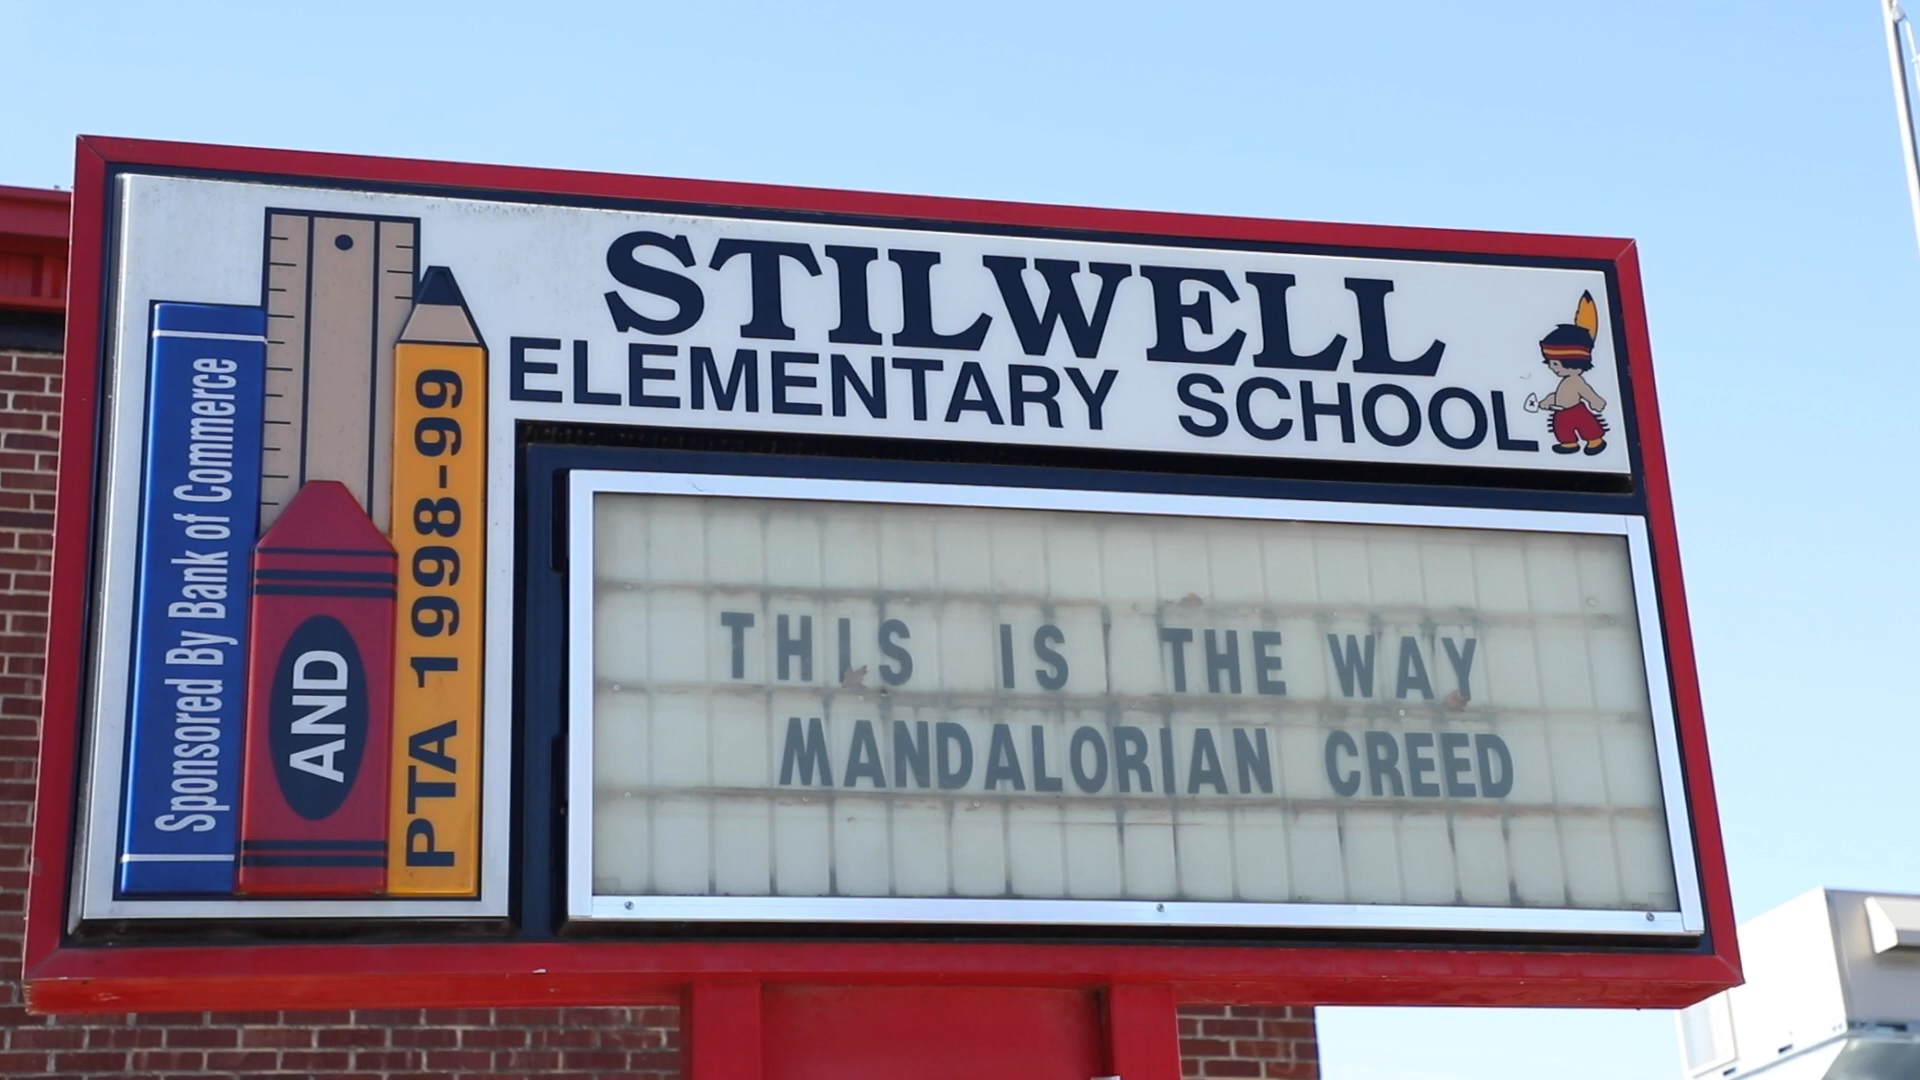 STILWELL
ELEMENTARY SCHOOL
Sponsored By Bank of Commerce
AND
PTA 1998-99
THIS IS THE WAY
MANDALORIAN CREED